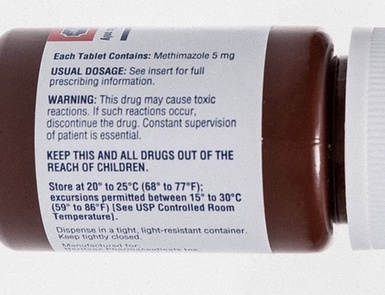 Each Tablet Contains: Methimazole 5 mg
USUAL DOSAGE: See insert for full
prescribing information.
WARNING: This drug may cause toxic
reactions. If such reactions occur,
discontinue the drug. Constant supervision
of patient is essential.
KEEP THIS AND ALL DRUGS OUT OF THE
REACH OF CHILDREN.
Store at 20° to 25°C (68° to 77°F);
excursions permitted between 15° to 30°C
(59° to 86°F) [See USP Controlled Room
Temperature].
Dispense in a tight, light-resistant container.
Keep tightly closed.
Manufactured for: